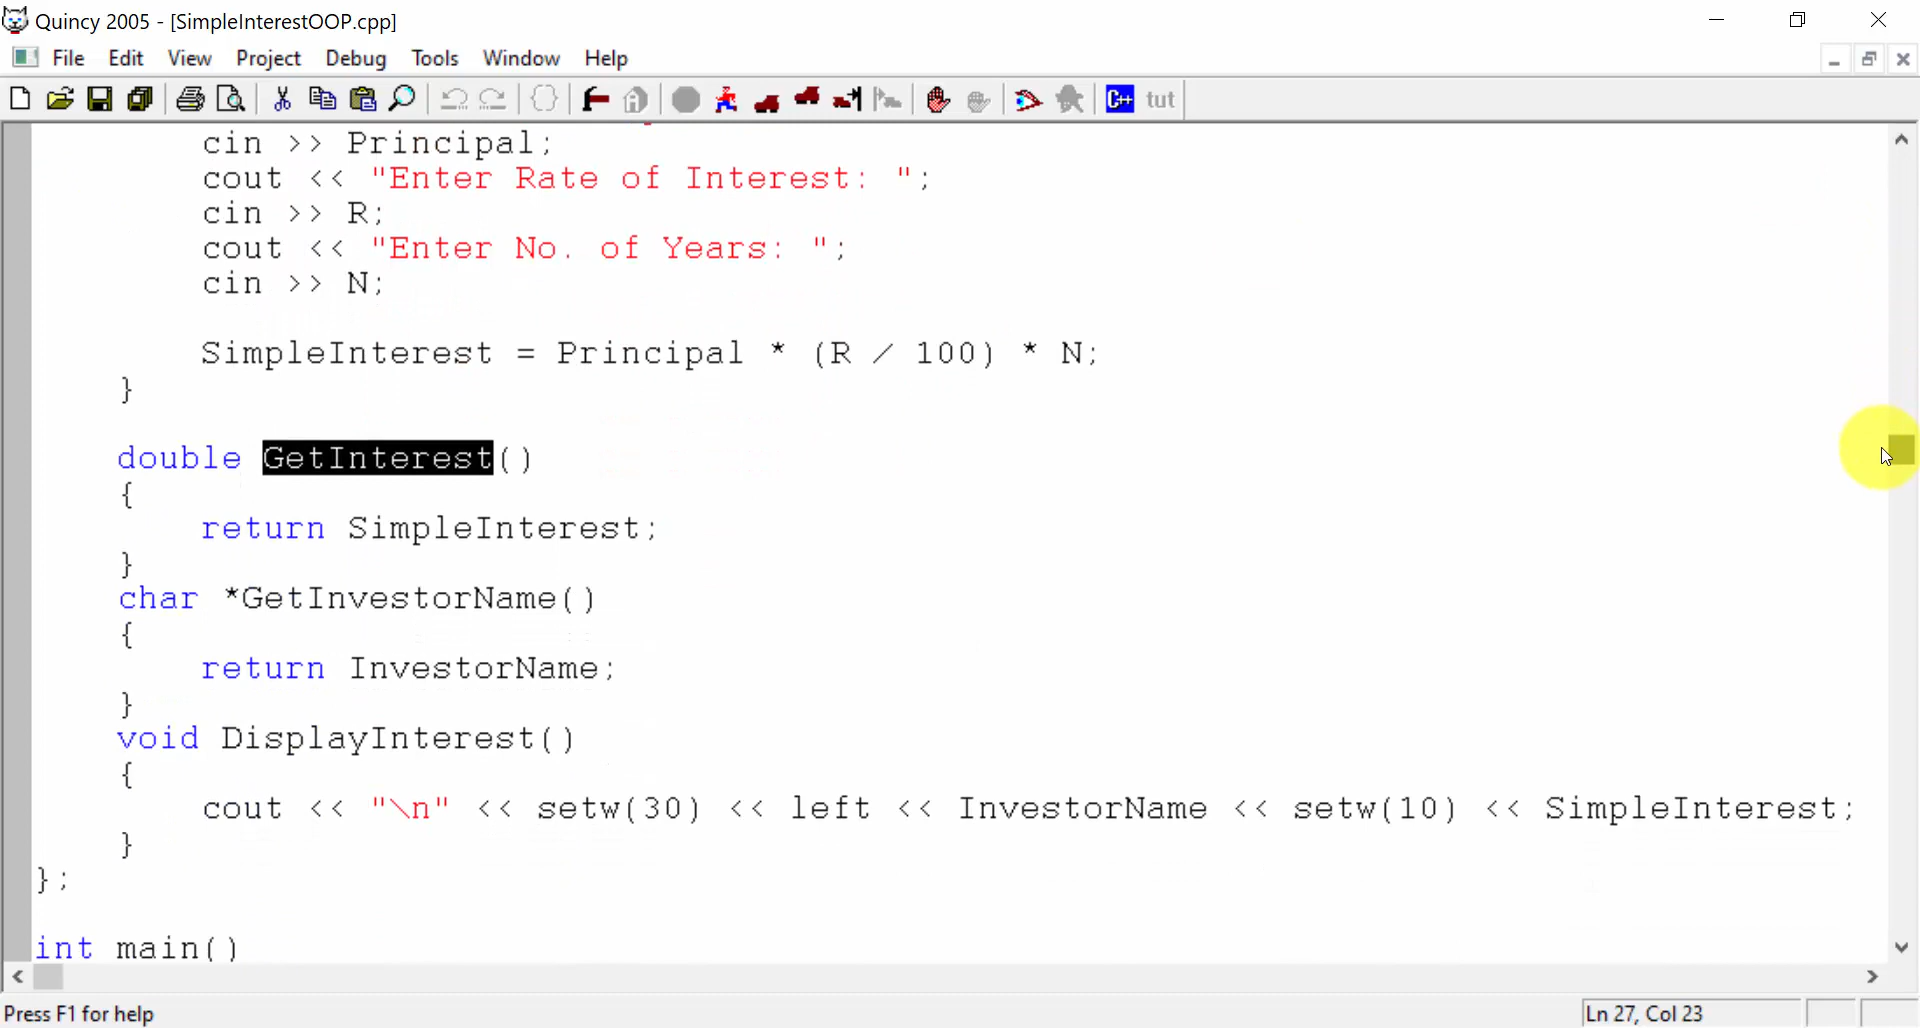 Quincy 2005 - [SimpleInterestOOP.cpp]
File Edit View Project Debug Tools Window Help
C++ tut
cin >> Principal;
cout << "Enter Rate of Interest: ";
cin >> R;
cout << "Enter No. of Years: ";
cin >> N;
SimpleInterest = Principal * (R / 100) * N;
}
double GetInterest()
{
return SimpleInterest;
}
char *GetInvestorName()
{
return InvestorName;
}
void DisplayInterest()
{
cout << "\n" << setw(30) << left << InvestorName << setw(10) << SimpleInterest;
}
};
int main()
Press F1 for help
Ln 27, Col 23